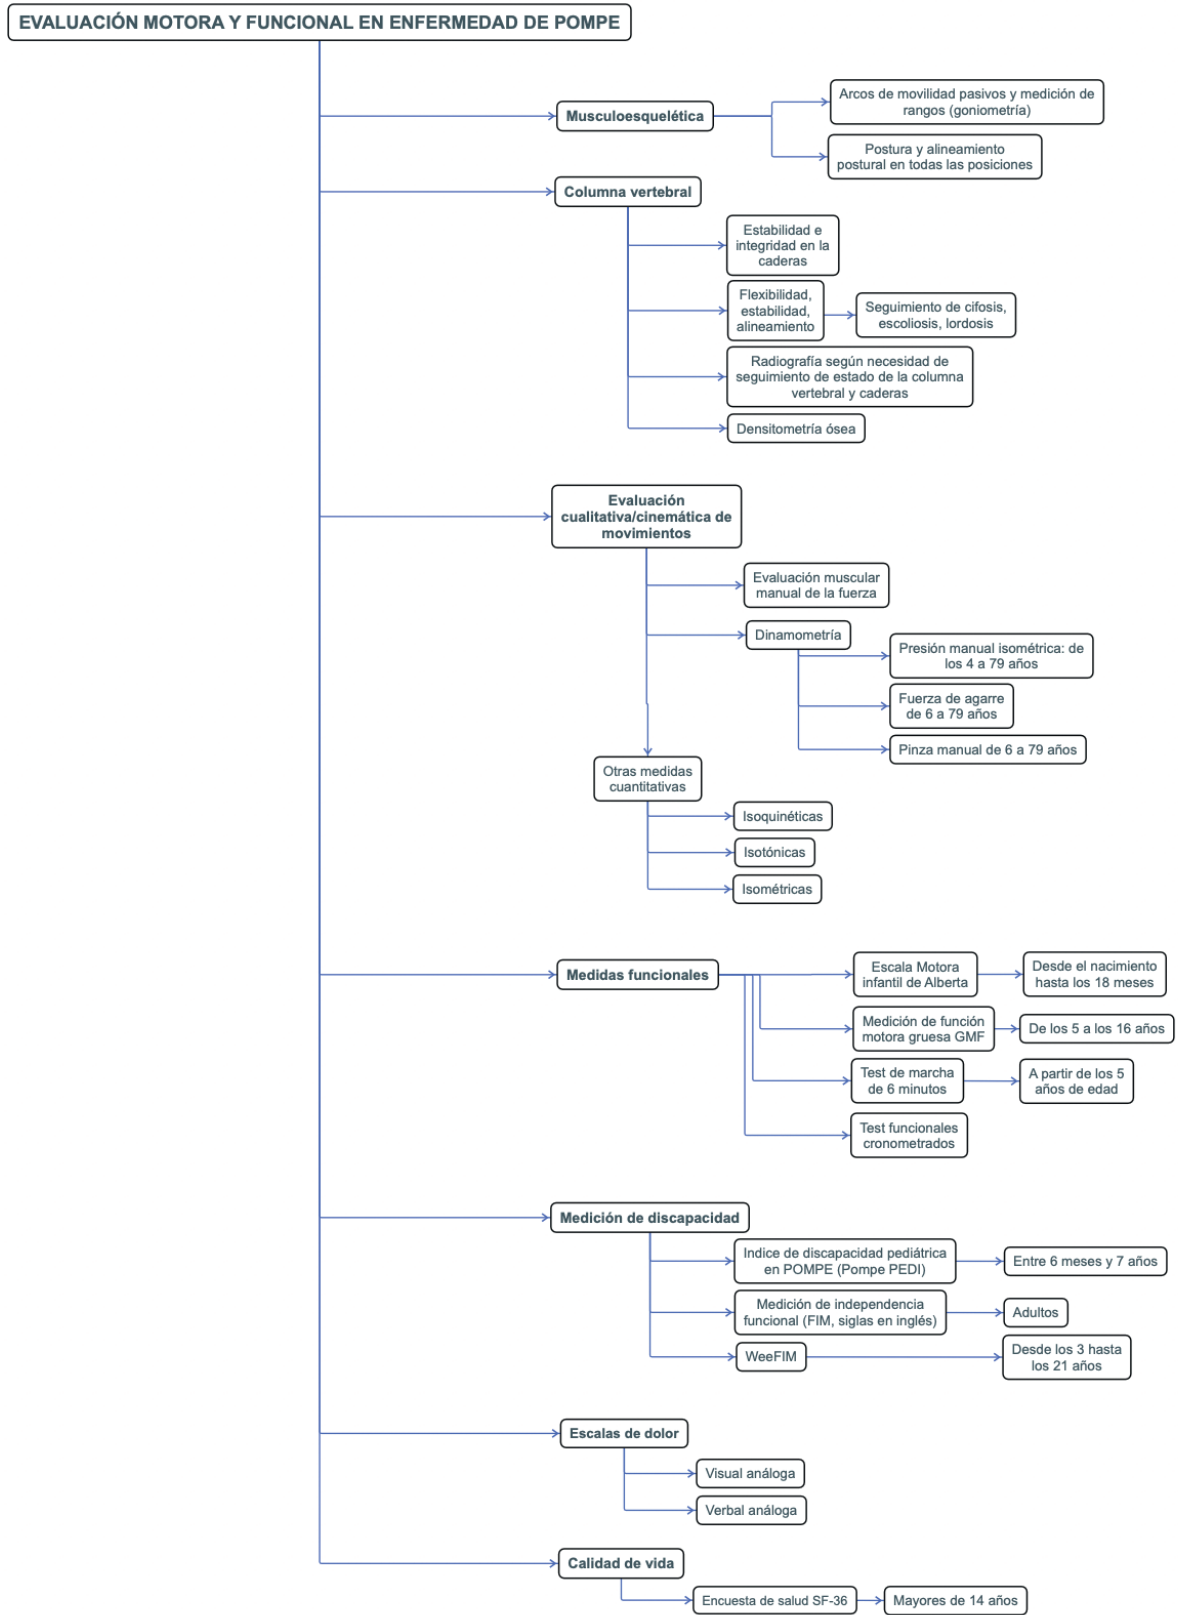 EVALUACIÓN MOTORA Y FUNCIONAL EN ENFERMEDAD DE POMPE
Musculoesquelética
Arcos de movilidad pasivos y medición de
rangos (goniometría)
Postura y alineamiento
postural en todas las posiciones
Columna vertebral
Estabilidad e
integridad en la
caderas
Flexibilidad,
estabilidad,
alineamiento
Seguimiento de cifosis,
escoliosis, lordosis
Radiografía según necesidad de
seguimiento de estado de la columna
vertebral y caderas
Densitometría ósea
Evaluación
cualitativa/cinemática de
movimientos
Evaluación muscular
manual de la fuerza
Dinamometría
Presión manual isométrica: de
los 4 a 79 años
Fuerza de agarre
de 6 a 79 años
Pinza manual de 6 a 79 años
Otras medidas
cuantitativas
Isoquinéticas
Isotónicas
Isométricas
Medidas funcionales
Escala Motora
infantil de Alberta
Desde el nacimiento
hasta los 18 meses
Medición de función
motora gruesa GMF
De los 5 a los 16 años
Test de marcha
de 6 minutos
A partir de los 5
años de edad
Test funcionales
cronometrados
Medición de discapacidad
Indice de discapacidad pediátrica
en POMPE (Pompe PEDI)
Entre 6 meses y 7 años
Medición de independencia
funcional (FIM, siglas en inglés)
Adultos
WeeFIM
Desde los 3 hasta
los 21 años
Escalas de dolor
Visual análoga
Verbal análoga
Calidad de vida
Encuesta de salud SF-36
Mayores de 14 años